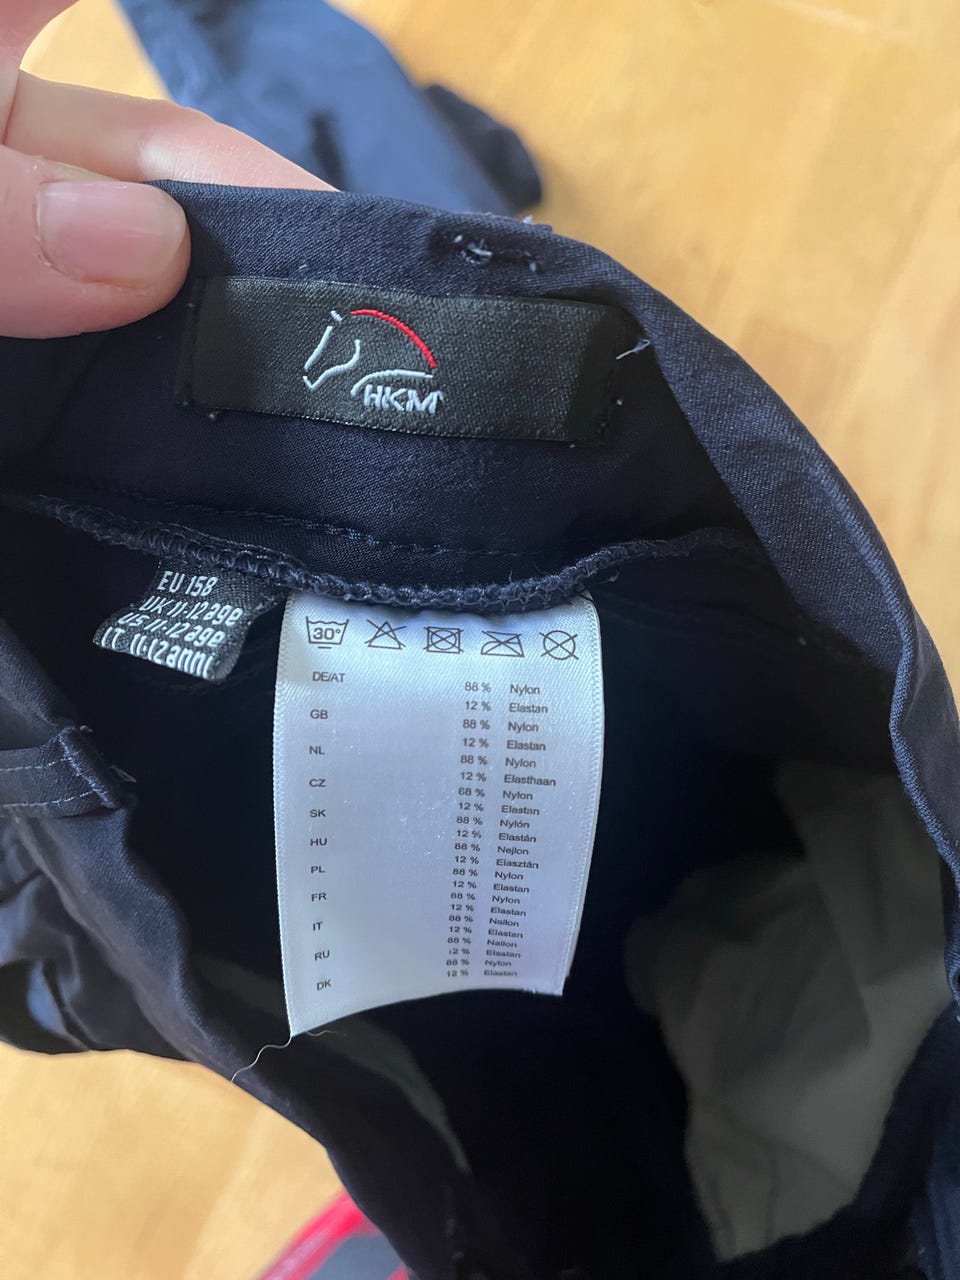 HKM
EU 158
UK 11-12 age
US 11-12 age
IT 11-12 anni
30°
DE/AT 88 % Nylon
12 % Elastan
GB 88 % Nylon
12 % Elastan
NL 88 % Nylon
12 % Elasthaan
CZ 88 % Nylon
12 % Elastan
SK 88 % Nylón
12 % Elastán
HU 88 % Nejlon
12 % Elasztán
PL 88 % Nylon
12 % Elastan
FR 88 % Nylon
12 % Elastan
IT 88 % Nailon
12 % Elastan
RU 88 % Nailon
12 % Elastan
DK 88 % Nylon
12 % Elastan